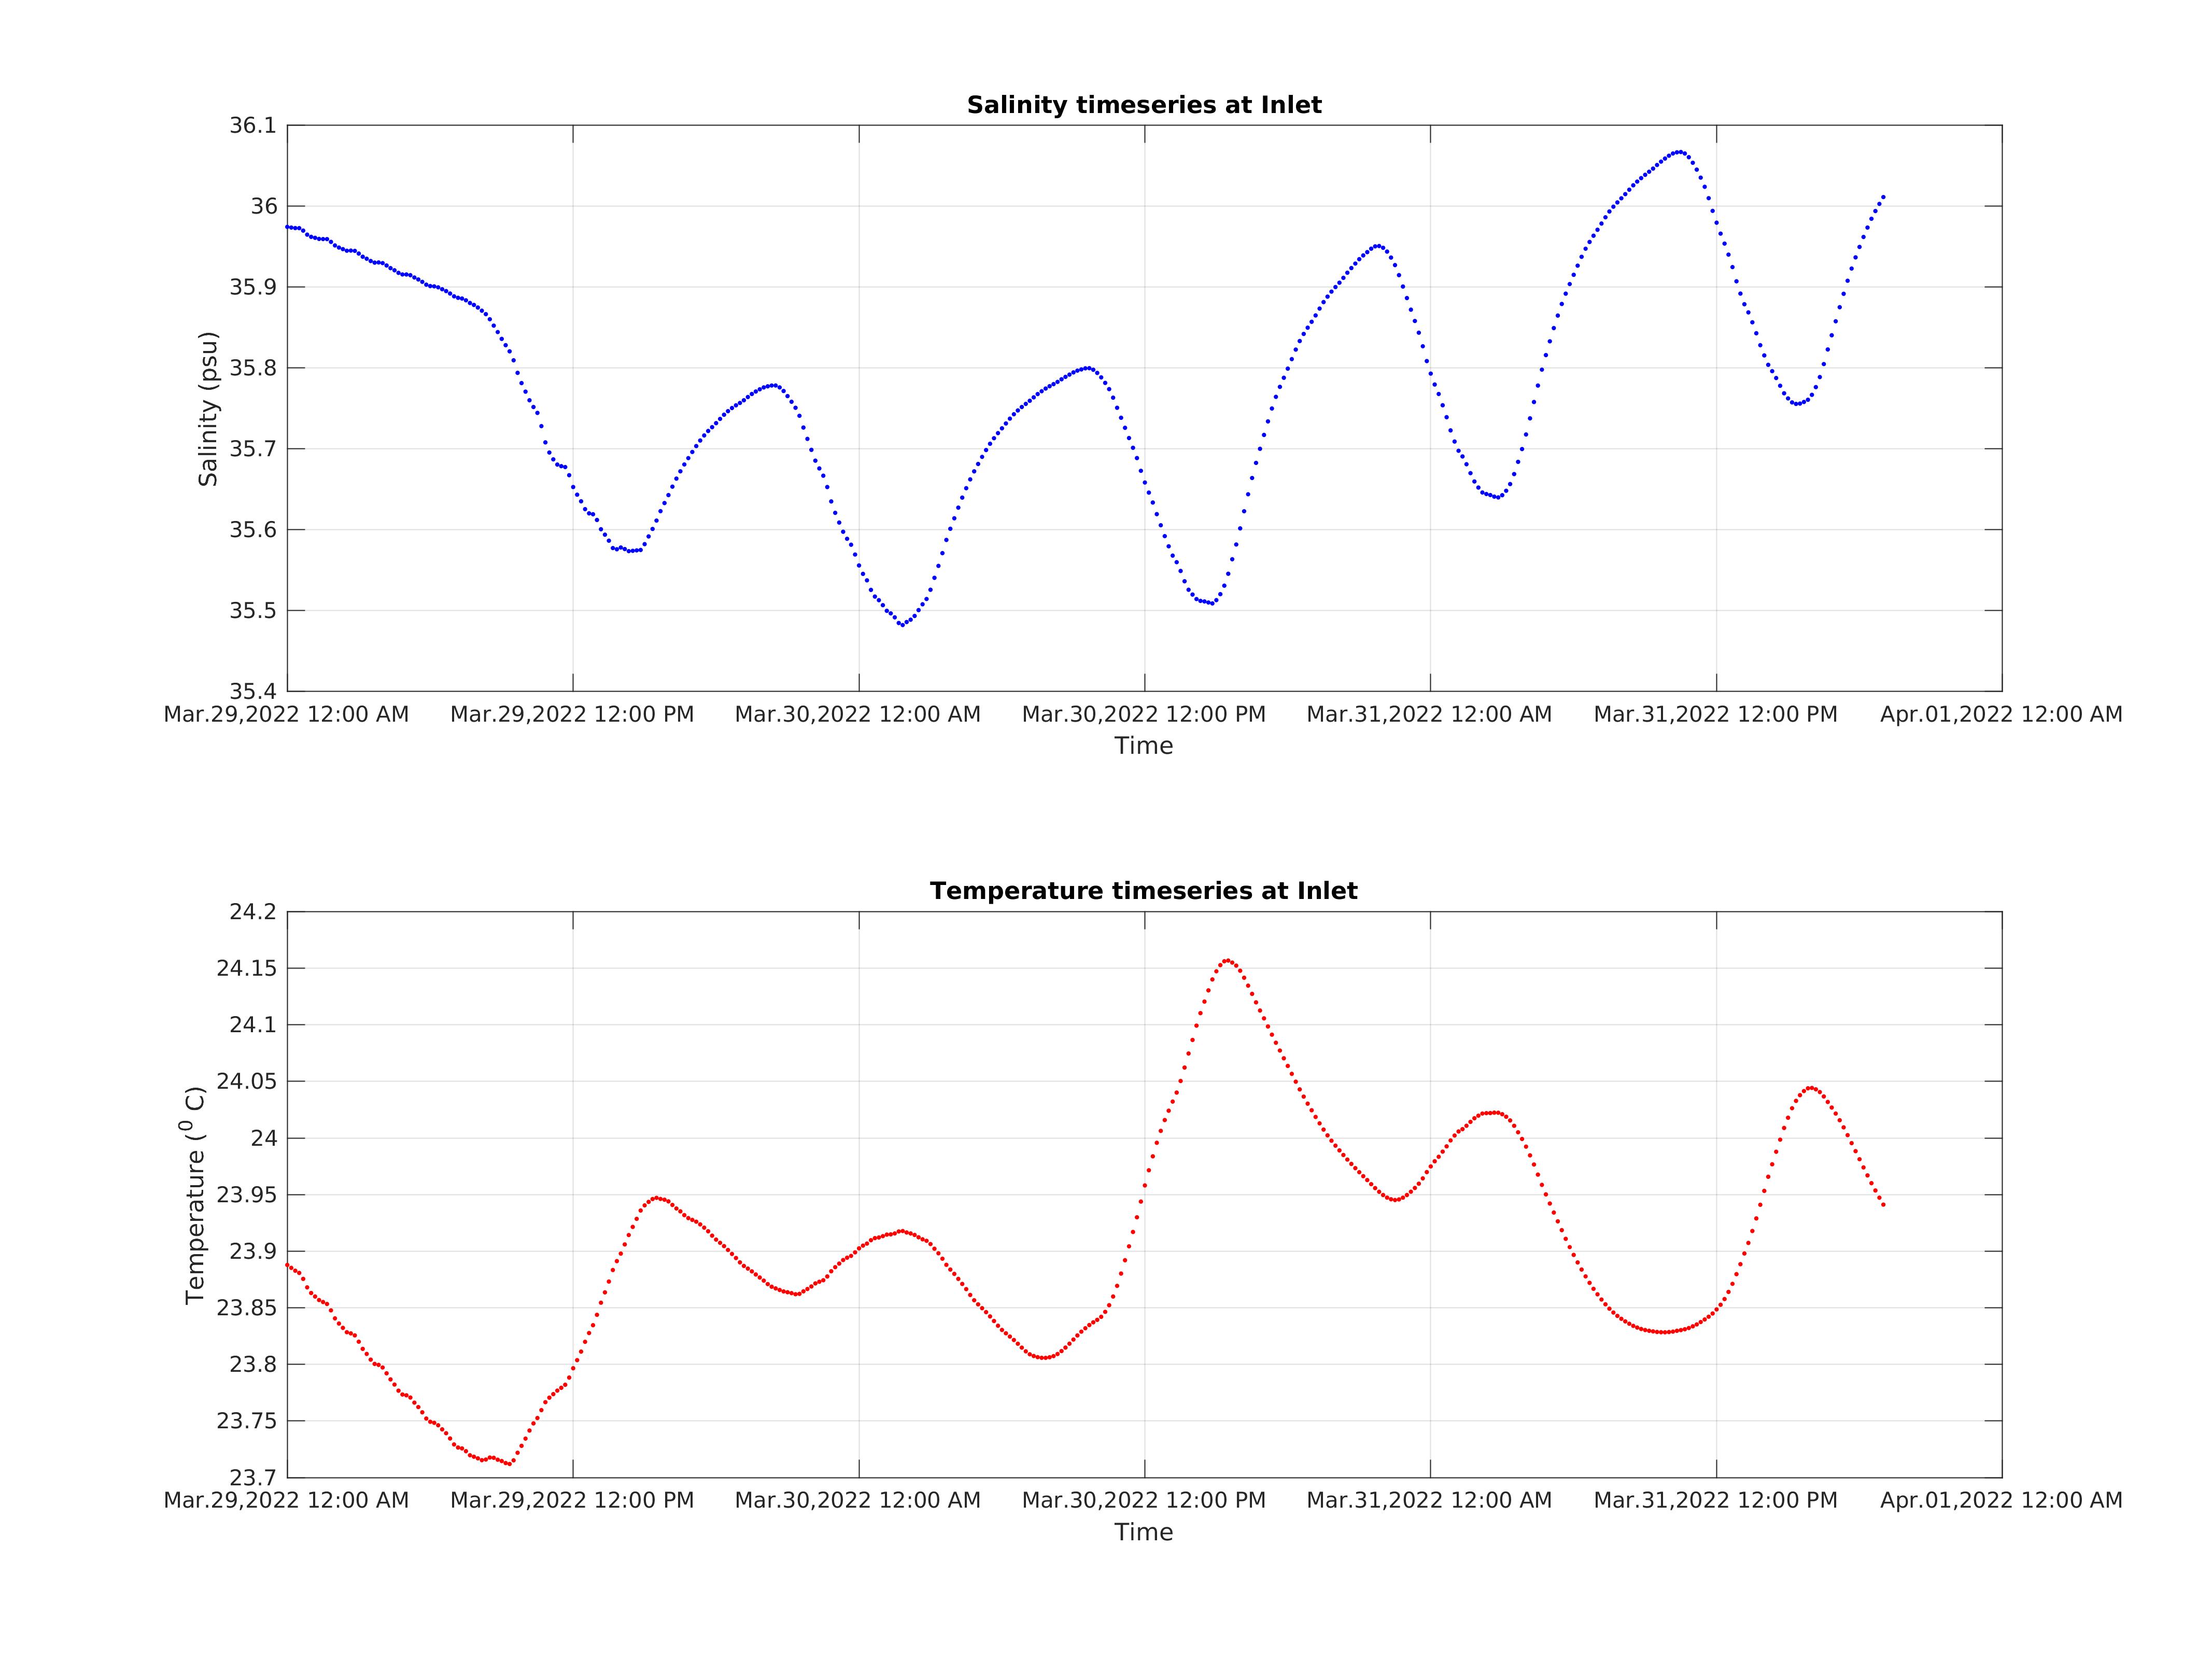 Salinity timeseries at Inlet
36.1
36
35.9
35.8
35.7
35.6
35.5
35.4
Salinity (psu)
Mar.29,2022 12:00 AM Mar.29,2022 12:00 PM Mar.30,2022 12:00 AM Mar.30,2022 12:00 PM Mar.31,2022 12:00 AM Mar.31,2022 12:00 PM Apr.01,2022 12:00 AM
Time
Temperature timeseries at Inlet
24.2
24.15
24.1
24.05
24
23.95
23.9
23.85
23.8
23.75
23.7
Temperature (⁰ C)
Mar.29,2022 12:00 AM Mar.29,2022 12:00 PM Mar.30,2022 12:00 AM Mar.30,2022 12:00 PM Mar.31,2022 12:00 AM Mar.31,2022 12:00 PM Apr.01,2022 12:00 AM
Time